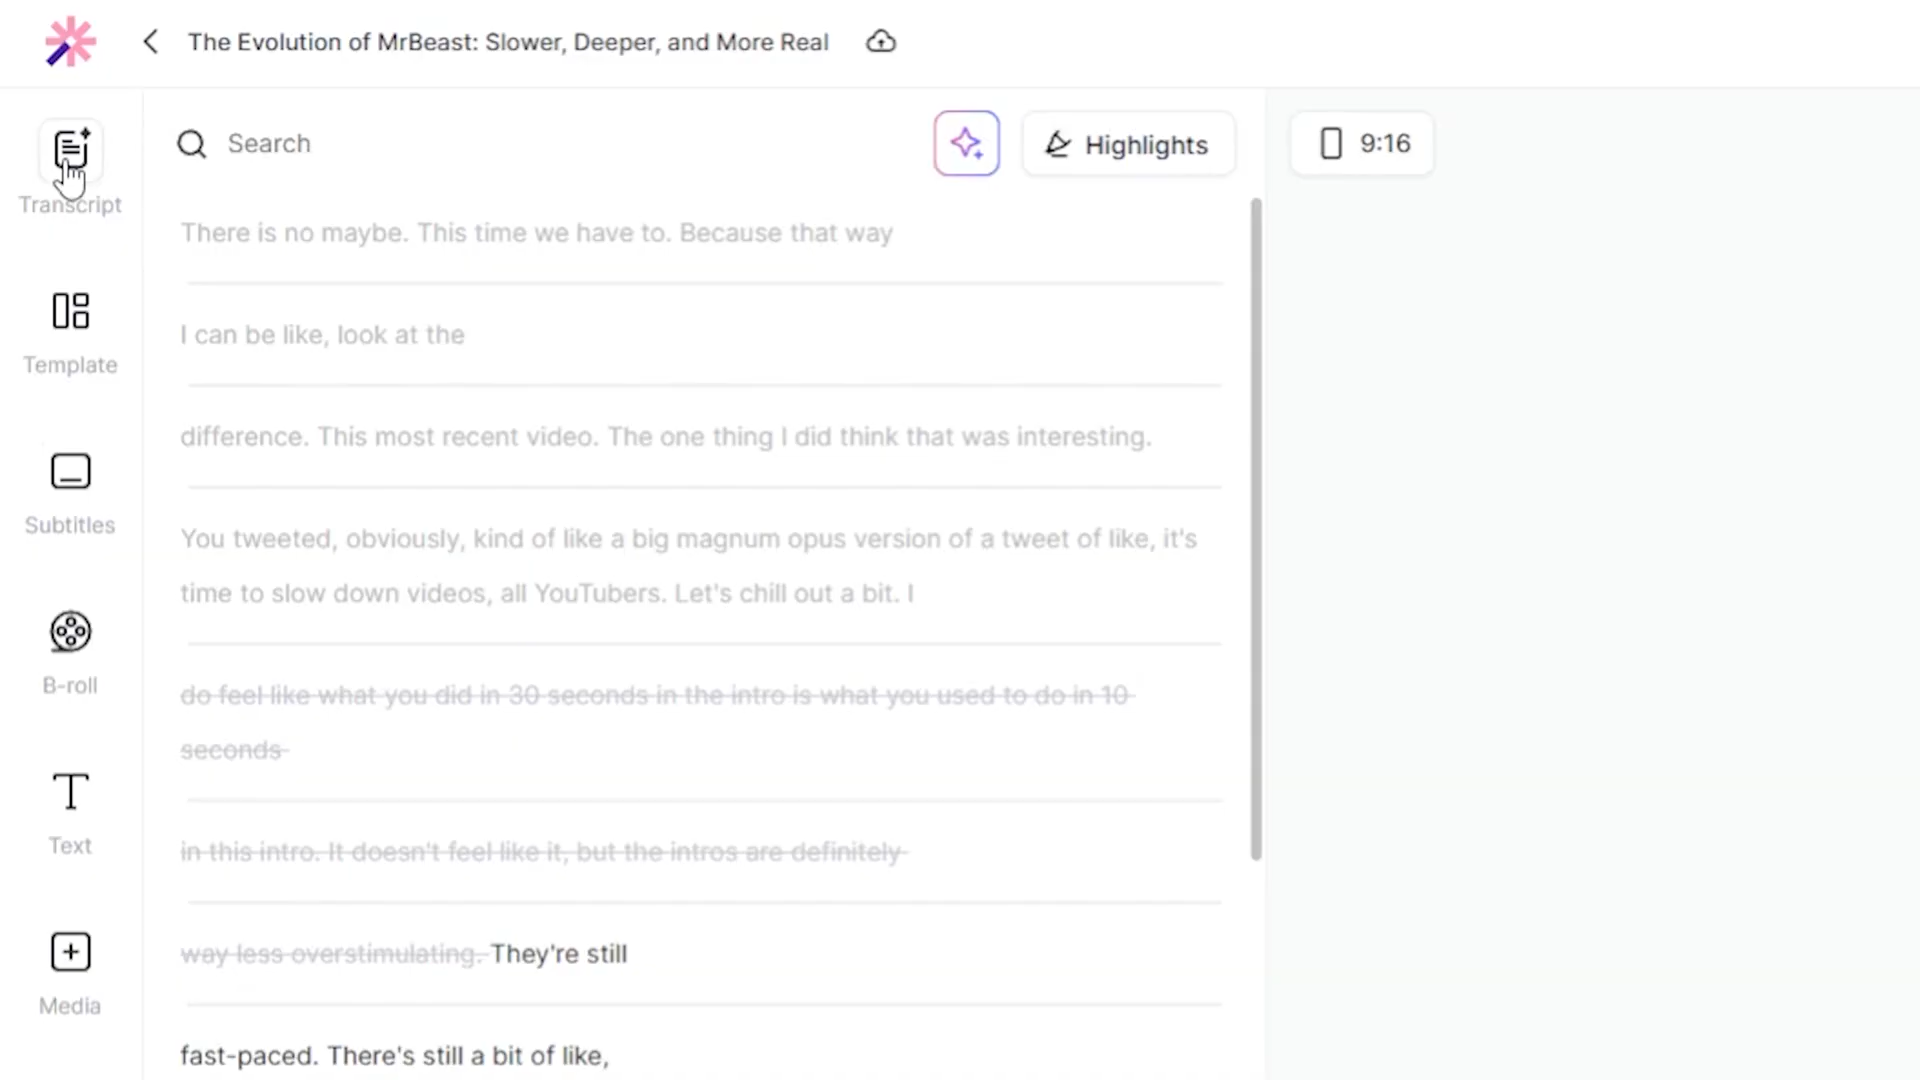 The Evolution of MrBeast: Slower, Deeper, and More Real
Transcript
Template
Subtitles
B-roll
Text
Media
Search
Highlights
9:16
There is no maybe. This time we have to. Because that way
I can be like, look at the
difference. This most recent video. The one thing I did think that was interesting.
You tweeted, obviously, kind of like a big magnum opus version of a tweet of like, it's
time to slow down videos, all YouTubers. Let's chill out a bit. I
do feel like what you did in 30 seconds in the intro is what you used to do in 10
seconds
in this intro. It doesn't feel like it, but the intros are definitely
way less overstimulating. They're still
fast-paced. There's still a bit of like,